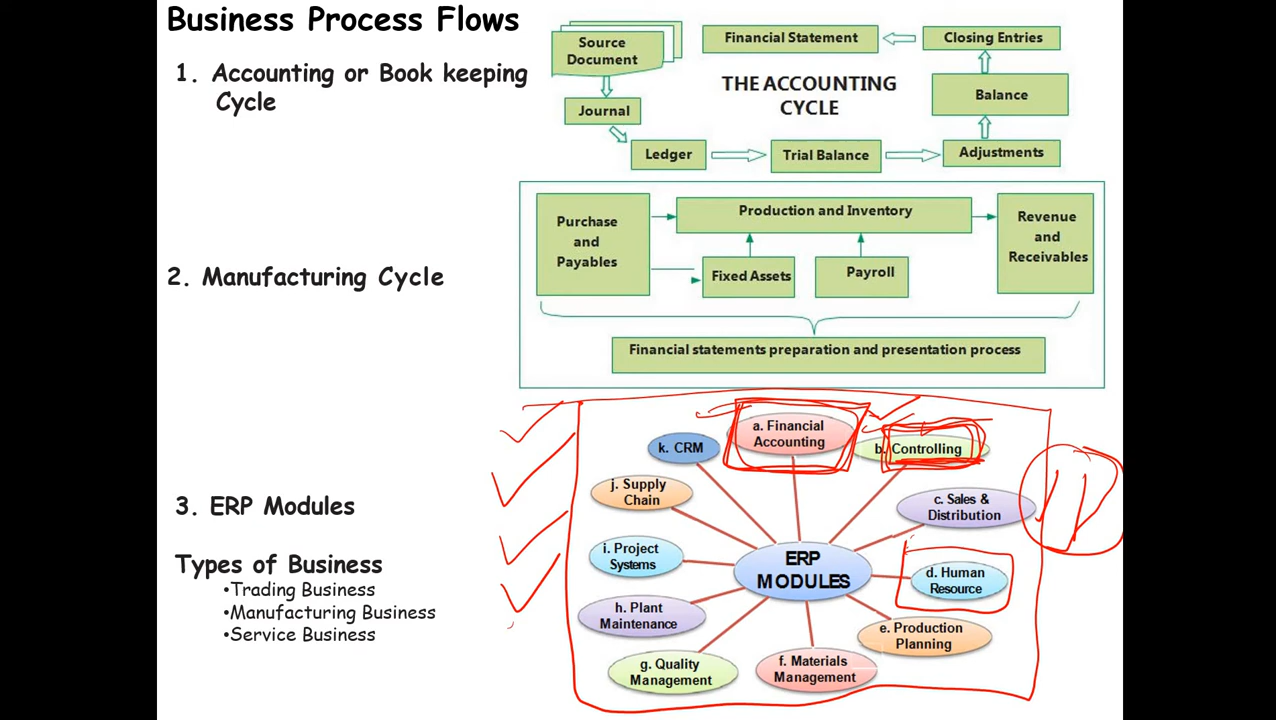 Business Process Flows
1. Accounting or Book keeping
Cycle
Source
Document
Journal
Ledger
Trial Balance
Adjustments
Balance
Closing Entries
Financial Statement
THE ACCOUNTING
CYCLE
2. Manufacturing Cycle
Purchase
and
Payables
Production and Inventory
Fixed Assets
Payroll
Revenue
and
Receivables
Financial statements preparation and presentation process
3. ERP Modules
Types of Business
•Trading Business
•Manufacturing Business
•Service Business
ERP
MODULES
a. Financial
Accounting
b. Controlling
c. Sales &
Distribution
d. Human
Resource
e. Production
Planning
f. Materials
Management
g. Quality
Management
h. Plant
Maintenance
i. Project
Systems
j. Supply
Chain
k. CRM
11